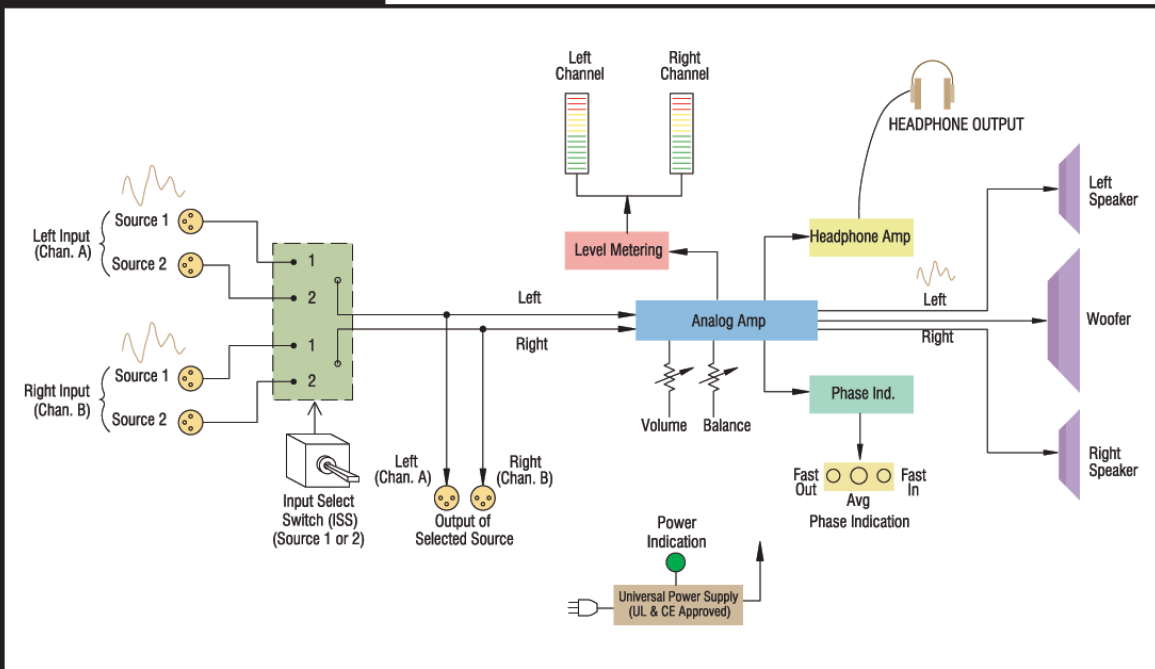 Left
Channel
Right
Channel
HEADPHONE OUTPUT
Left Input
(Chan. A)
Source 1
Source 2
1
2
Right Input
(Chan. B)
Source 1
Source 2
1
2
Input Select
Switch (ISS)
(Source 1 or 2)
Left
Right
Left
(Chan. A)
Right
(Chan. B)
Output of
Selected Source
Level Metering
Analog Amp
Volume
Balance
Headphone Amp
Left
Right
Left
Speaker
Woofer
Right
Speaker
Phase Ind.
Fast
Out
Avg
Fast
In
Phase Indication
Power
Indication
Universal Power Supply
(UL & CE Approved)